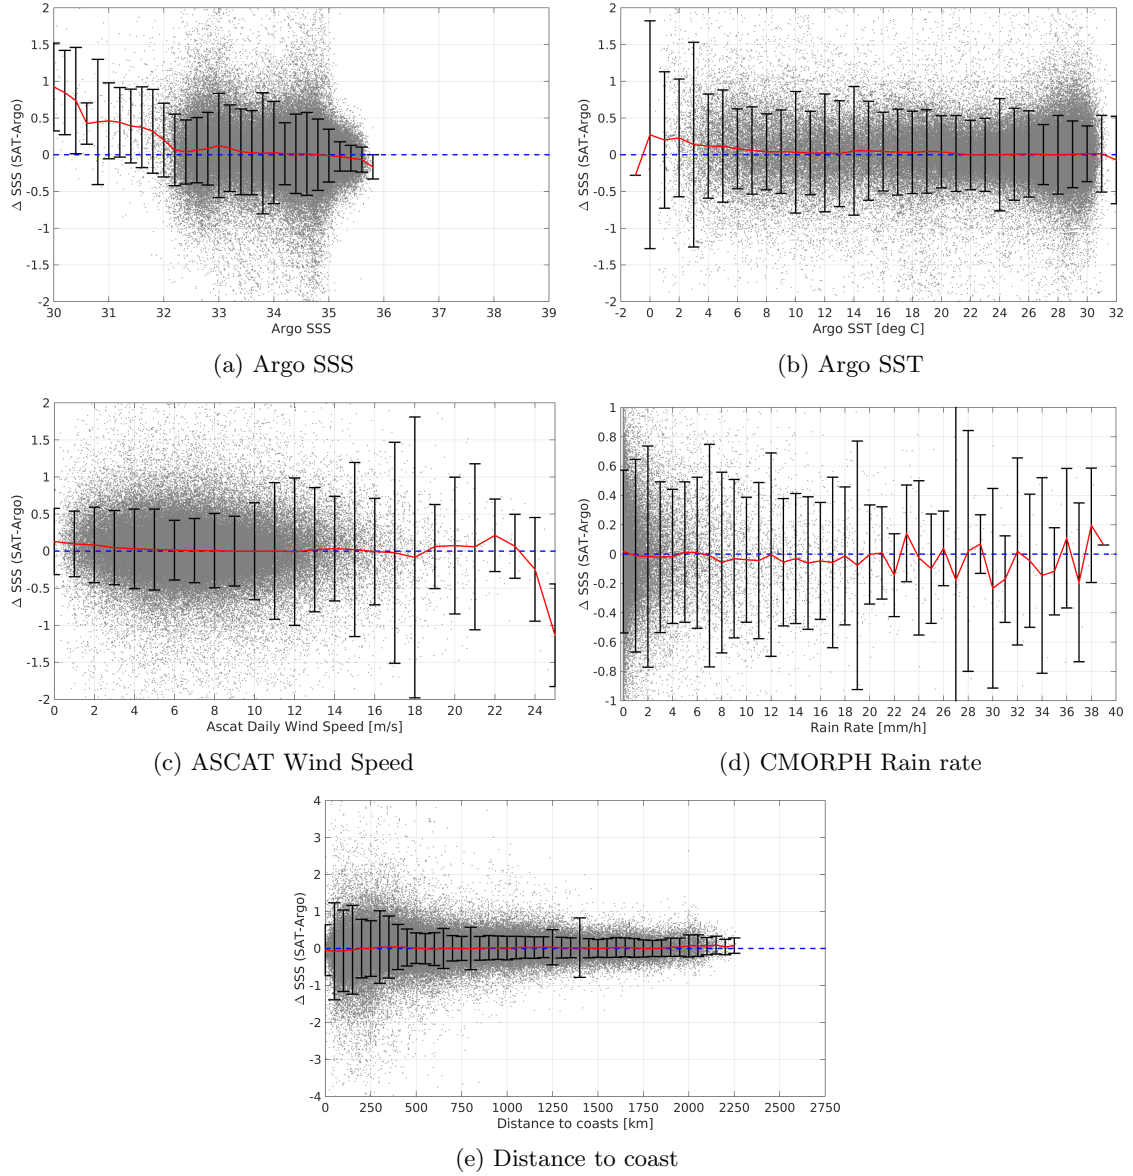 2
1.5
1
0.5
0
-0.5
-1
-1.5
-2
Δ SSS (SAT-Argo)
30 31 32 33 34 35 36 37 38 39
Argo SSS
(a) Argo SSS
2
1.5
1
0.5
0
-0.5
-1
-1.5
-2
Δ SSS (SAT-Argo)
-2 0 2 4 6 8 10 12 14 16 18 20 22 24 26 28 30 32
Argo SST [deg C]
(b) Argo SST
2
1.5
1
0.5
0
-0.5
-1
-1.5
-2
Δ SSS (SAT-Argo)
0 2 4 6 8 10 12 14 16 18 20 22 24
Ascat Daily Wind Speed [m/s]
(c) ASCAT Wind Speed
1
0.8
0.6
0.4
0.2
0
-0.2
-0.4
-0.6
-0.8
-1
Δ SSS (SAT-Argo)
0 2 4 6 8 10 12 14 16 18 20 22 24 26 28 30 32 34 36 38 40
Rain Rate [mm/h]
(d) CMORPH Rain rate
4
3
2
1
0
-1
-2
-3
-4
Δ SSS (SAT-Argo)
0 250 500 750 1000 1250 1500 1750 2000 2250 2500 2750
Distance to coasts [km]
(e) Distance to coast